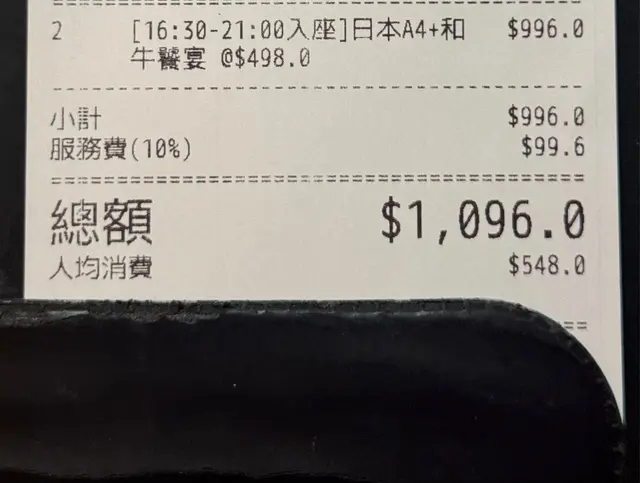 2 [16:30-21:00入座]日本A4+和 $996.0
牛饕宴 @$498.0
小計 $996.0
服務費(10%) $99.6
總額 $1,096.0
人均消費 $548.0